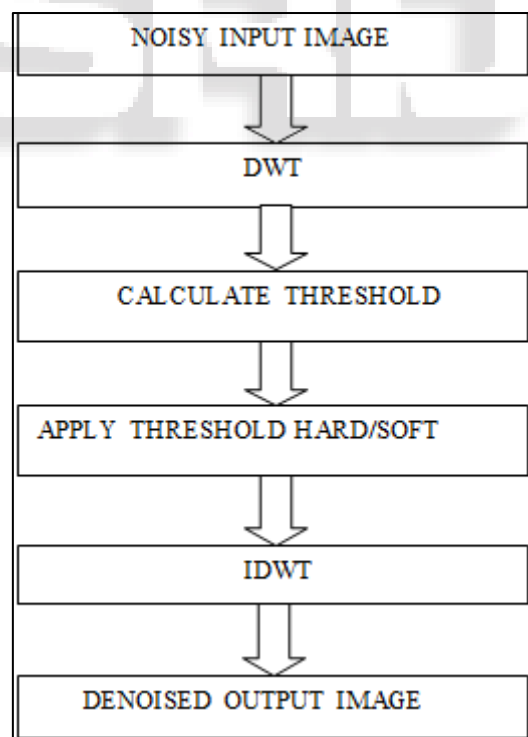 NOISY INPUT IMAGE
DWT
CALCULATE THRESHOLD
APPLY THRESHOLD HARD/SOFT
IDWT
DENOISED OUTPUT IMAGE